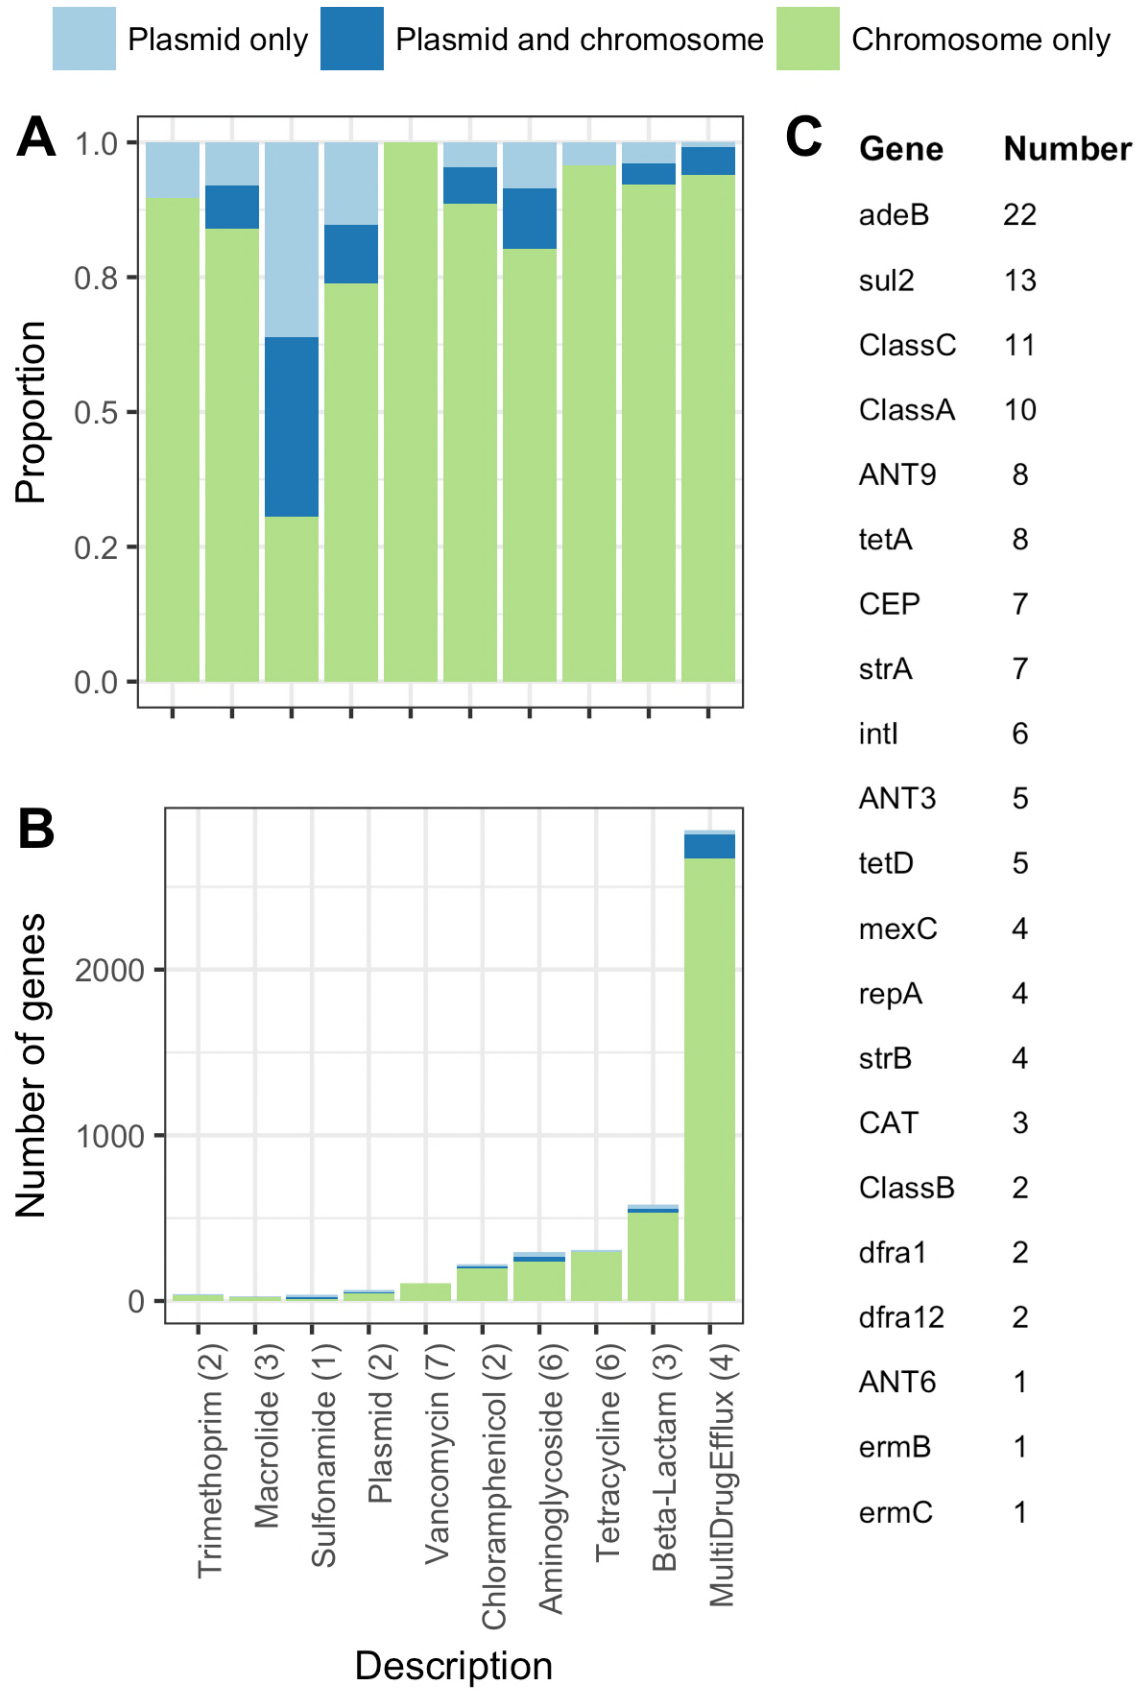 Plasmid only Plasmid and chromosome Chromosome only
A
1.0
0.8
0.5
0.2
0.0
Proportion
B
2000
1000
0
Number of genes
Trimethoprim (2)
Macrolide (3)
Sulfonamide (1)
Plasmid (2)
Vancomycin (7)
Chloramphenicol (2)
Aminoglycoside (6)
Tetracycline (6)
Beta-Lactam (3)
MultiDrugEfflux (4)
Description
C
Gene Number
adeB 22
sul2 13
ClassC 11
ClassA 10
ANT9 8
tetA 8
CEP 7
strA 7
intI 6
ANT3 5
tetD 5
mexC 4
repA 4
strB 4
CAT 3
ClassB 2
dfra1 2
dfra12 2
ANT6 1
ermB 1
ermC 1